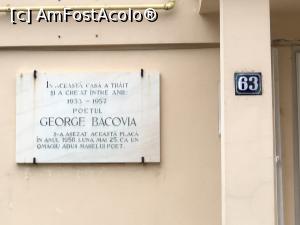 [c] AmFostAcolo®
ÎN ACEASTĂ CASĂ A TRĂIT
ȘI A CREAT ÎNTRE ANII
1933 - 1957
POETUL
GEORGE BACOVIA
S-A AȘEZAT ACEASTĂ PLACĂ
ÎN ANUL 1958 LUNA MAI 25, CA UN
OMAGIU ADUS MARELUI POET.
63